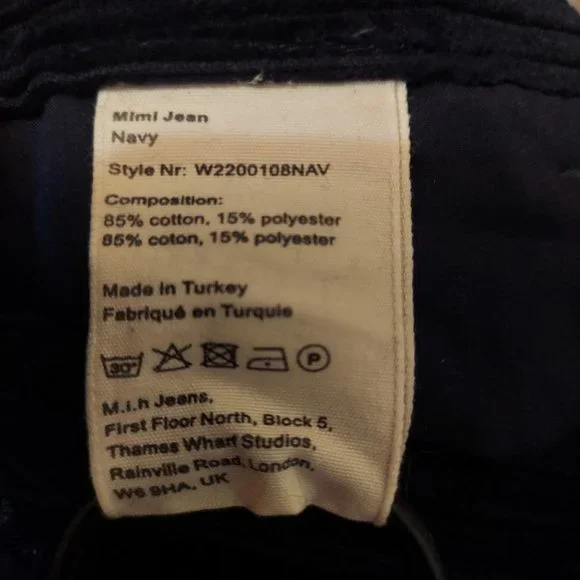 Mimi Jean
Navy
Style Nr: W2200108NAV
Composition:
85% cotton, 15% polyester
85% coton, 15% polyester
Made in Turkey
Fabriqué en Turquie
30°
P
M.i.h Jeans,
First Floor North, Block 5,
Thames Wharf Studios,
Rainville Road, London,
W6 9HA, UK